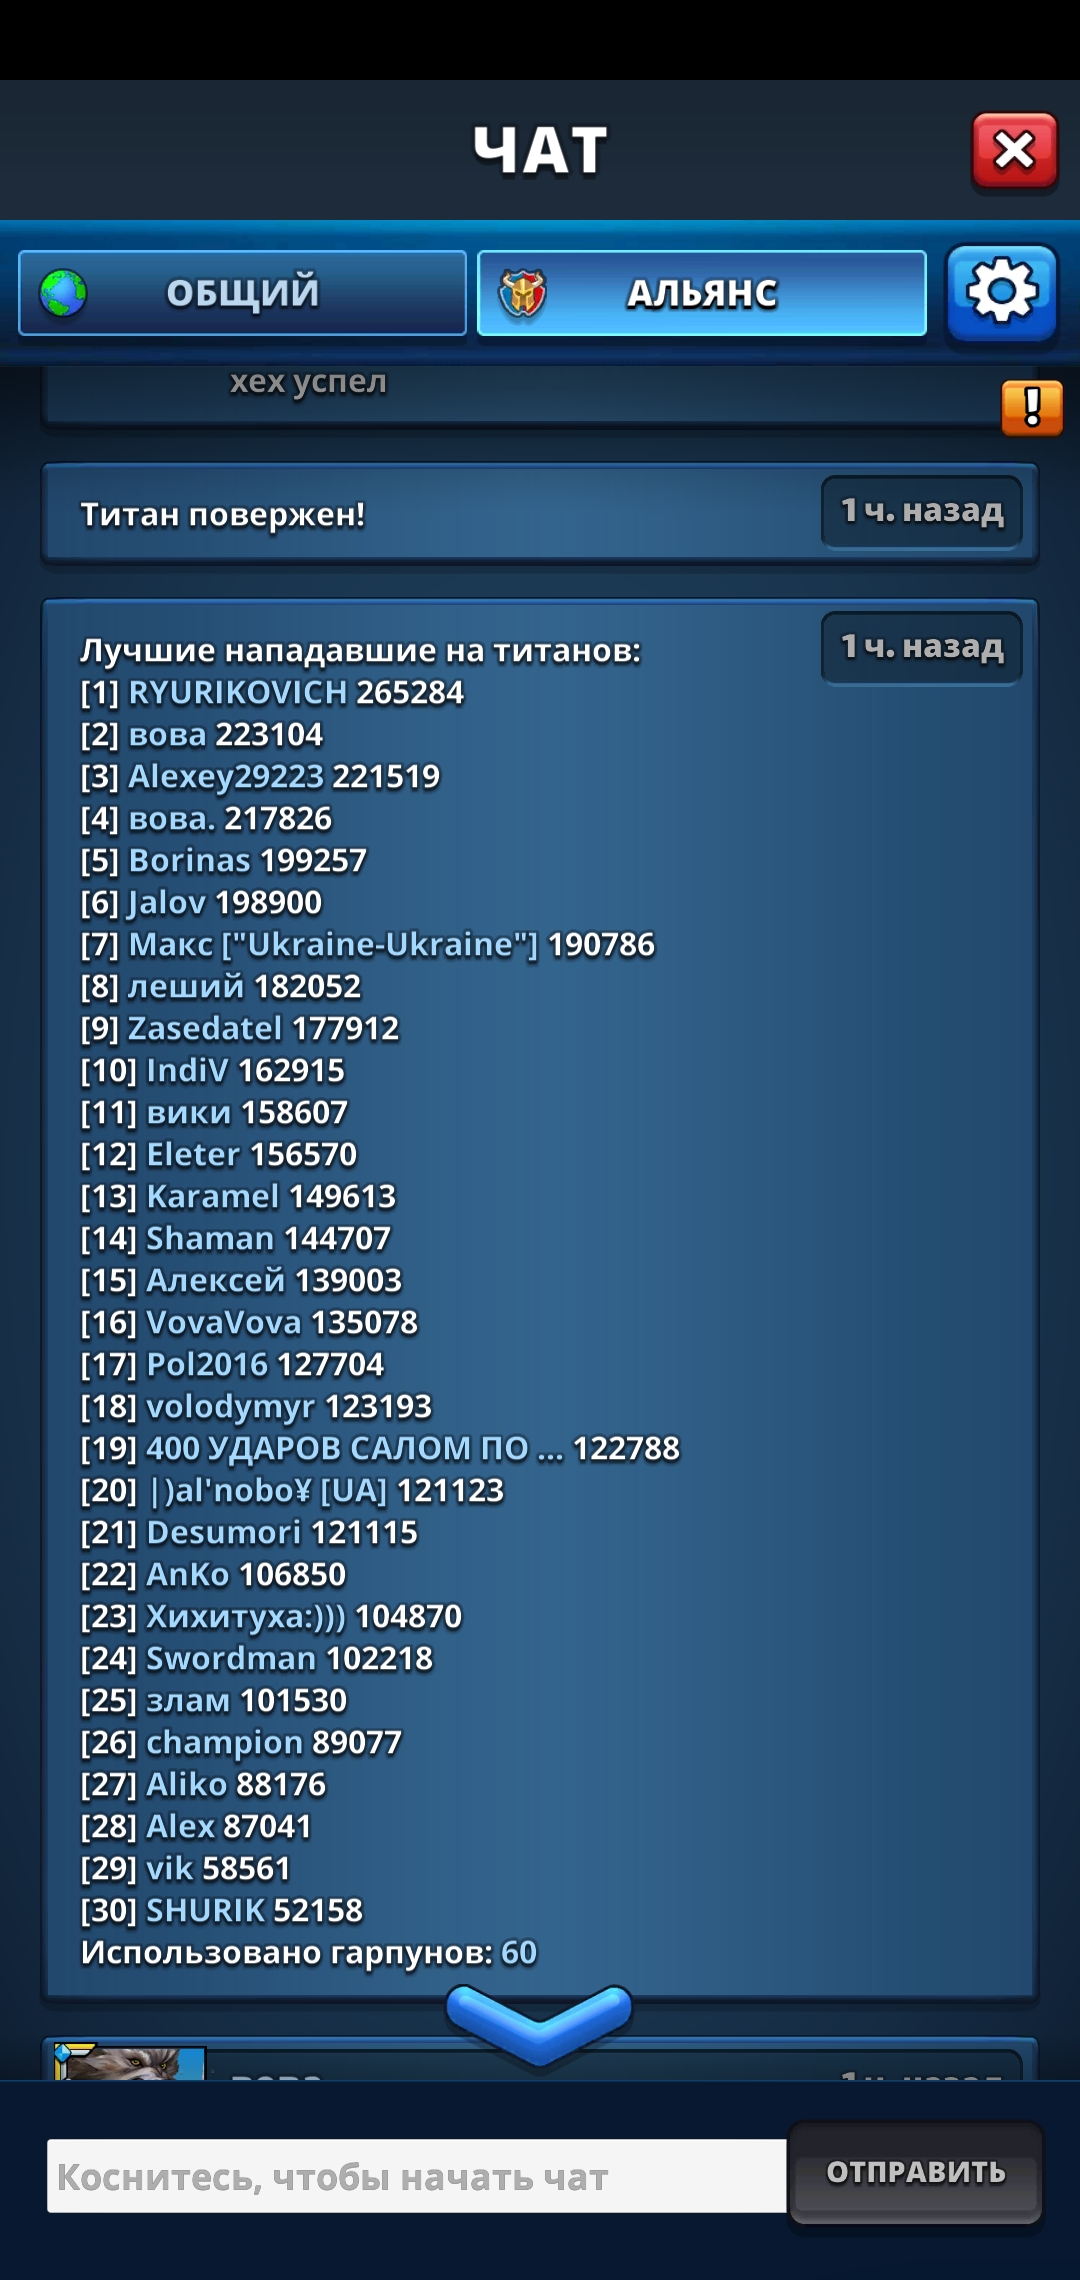 ЧАТ
ОБЩИЙ
АЛЬЯНС
хех успел
!
Титан повержен!
1 ч. назад
1 ч. назад
Лучшие нападавшие на титанов:
[1] RYURIKOVICH 265284
[2] вова 223104
[3] Alexey29223 221519
[4] вова. 217826
[5] Borinas 199257
[6] Jalov 198900
[7] Макс ["Ukraine-Ukraine"] 190786
[8] леший 182052
[9] Zasedatel 177912
[10] IndiV 162915
[11] вики 158607
[12] Eleter 156570
[13] Karamel 149613
[14] Shaman 144707
[15] Алексей 139003
[16] VovaVova 135078
[17] Pol2016 127704
[18] volodymyr 123193
[19] 400 УДАРОВ САЛОМ ПО ... 122788
[20] |)al'nobo¥ [UA] 121123
[21] Desumori 121115
[22] AnKo 106850
[23] Хихитуха:))) 104870
[24] Swordman 102218
[25] злам 101530
[26] champion 89077
[27] Aliko 88176
[28] Alex 87041
[29] vik 58561
[30] SHURIK 52158
Использовано гарпунов: 60
Коснитесь, чтобы начать чат
ОТПРАВИТЬ